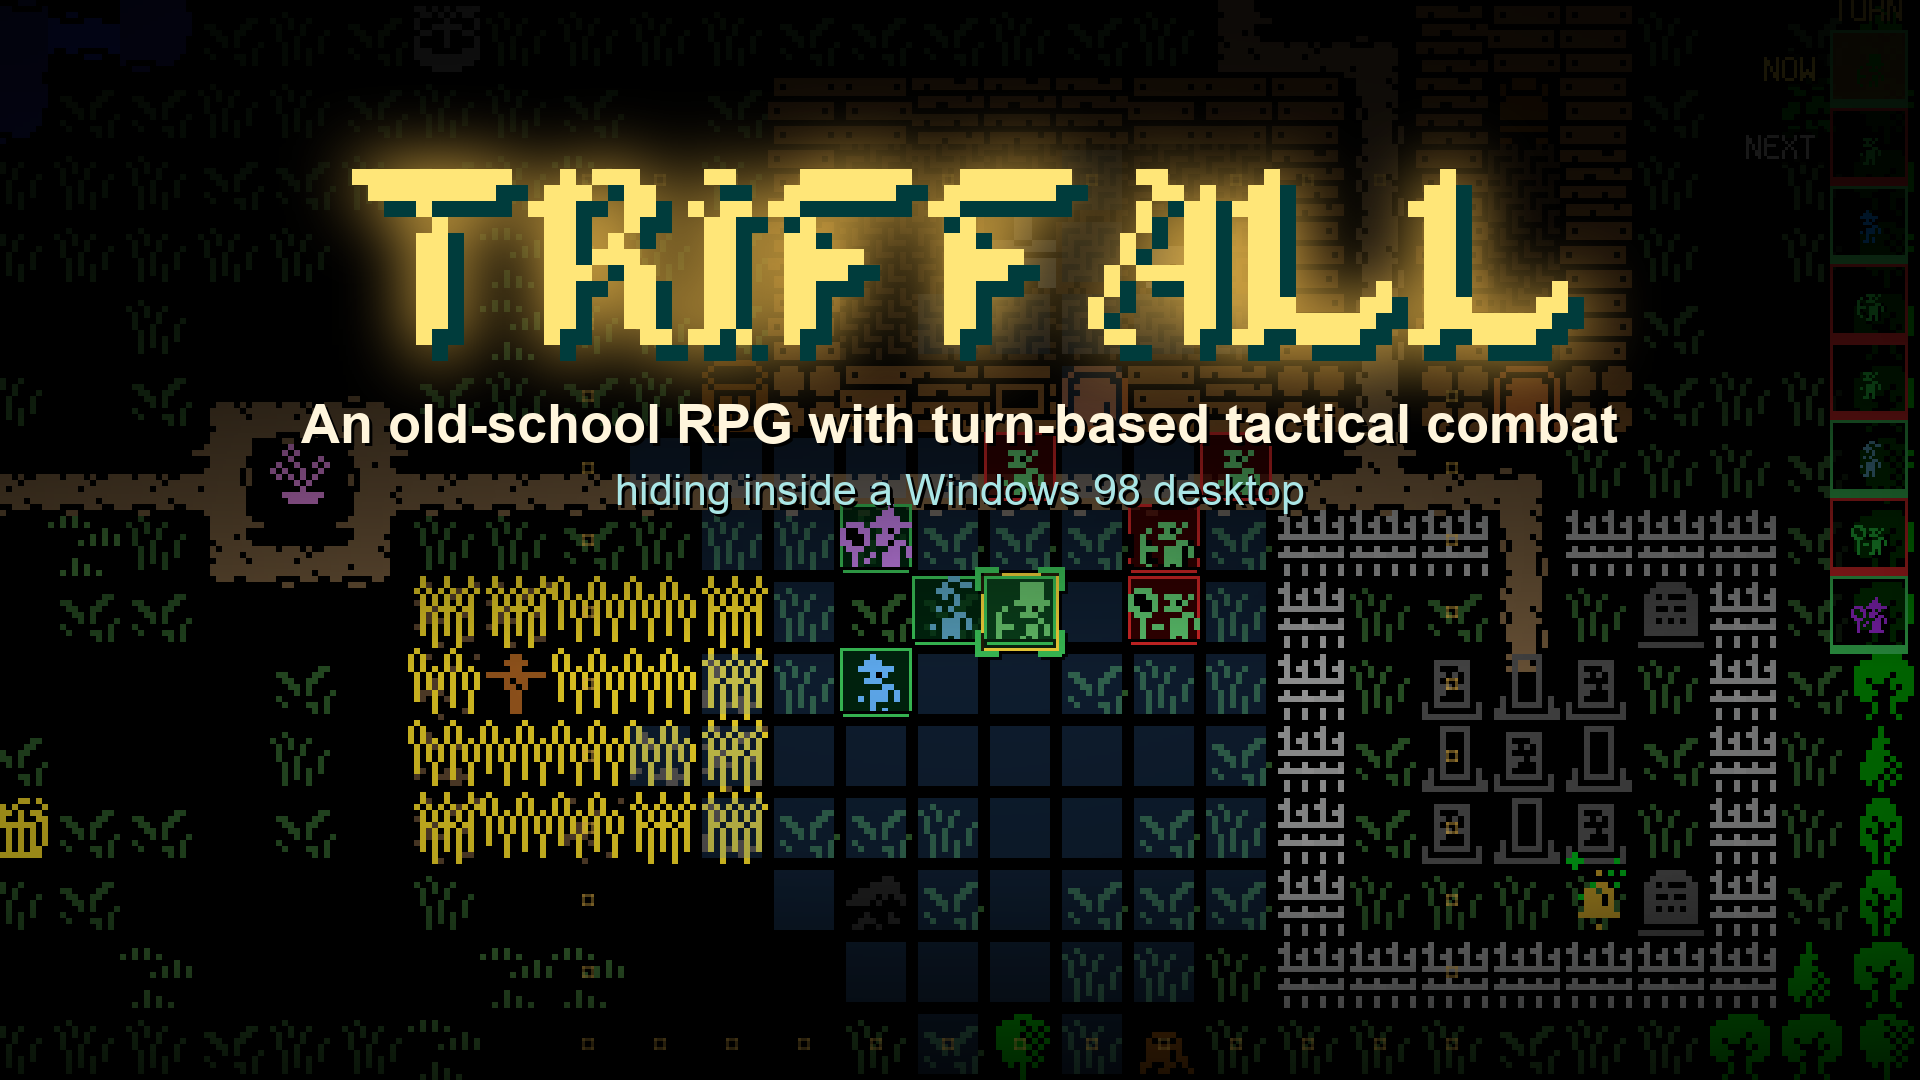 TURN
NOW
NEXT
TRIFFALL
An old-school RPG with turn-based tactical combat
hiding inside a Windows 98 desktop